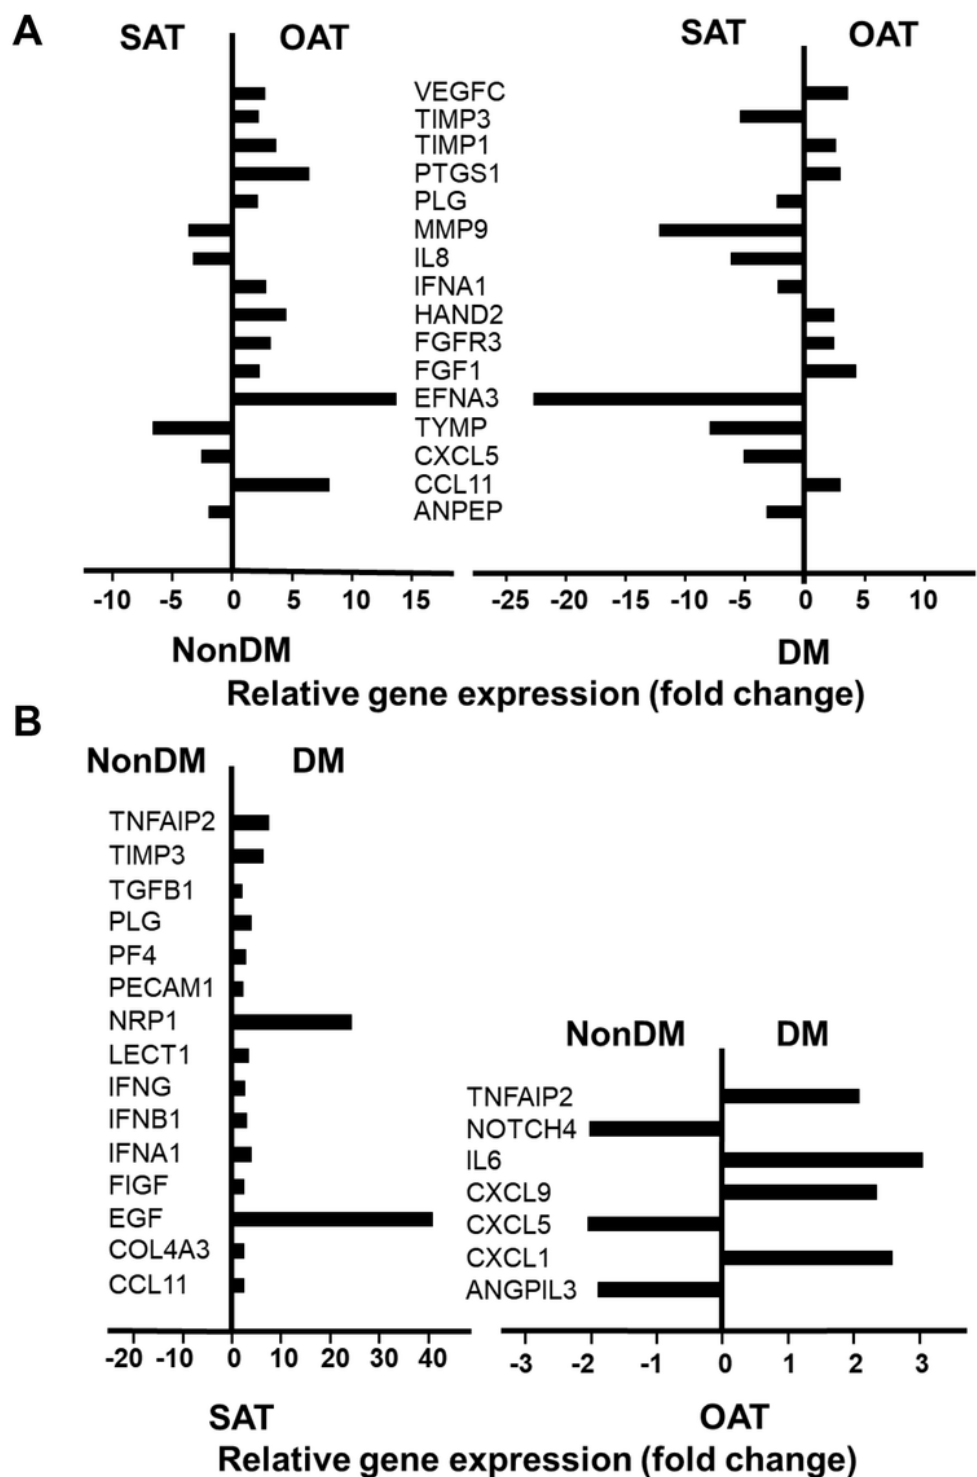 A
SAT OAT
SAT OAT
VEGFC
TIMP3
TIMP1
PTGS1
PLG
MMP9
IL8
IFNA1
HAND2
FGFR3
FGF1
EFNA3
TYMP
CXCL5
CCL11
ANPEP
-10 -5 0 5 10 15
-25 -20 -15 -10 -5 0 5 10
NonDM
DM
Relative gene expression (fold change)
B
NonDM DM
TNFAIP2
TIMP3
TGFB1
PLG
PF4
PECAM1
NRP1
LECT1
IFNG
IFNB1
IFNA1
FIGF
EGF
COL4A3
CCL11
-20 -10 0 10 20 30 40
SAT
NonDM DM
TNFAIP2
NOTCH4
IL6
CXCL9
CXCL5
CXCL1
ANGPIL3
-3 -2 -1 0 1 2 3
OAT
Relative gene expression (fold change)